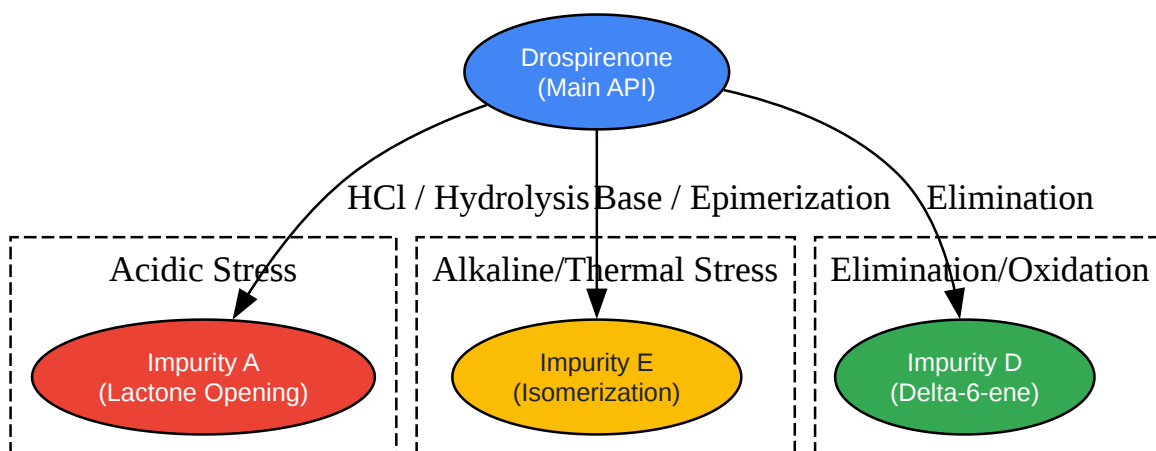 Drospirenone
(Main API)
HCl / Hydrolysis
Base / Epimerization
Elimination
Acidic Stress
Alkaline/Thermal Stress
Elimination/Oxidation
Impurity A
(Lactone Opening)
Impurity E
(Isomerization)
Impurity D
(Delta-6-ene)